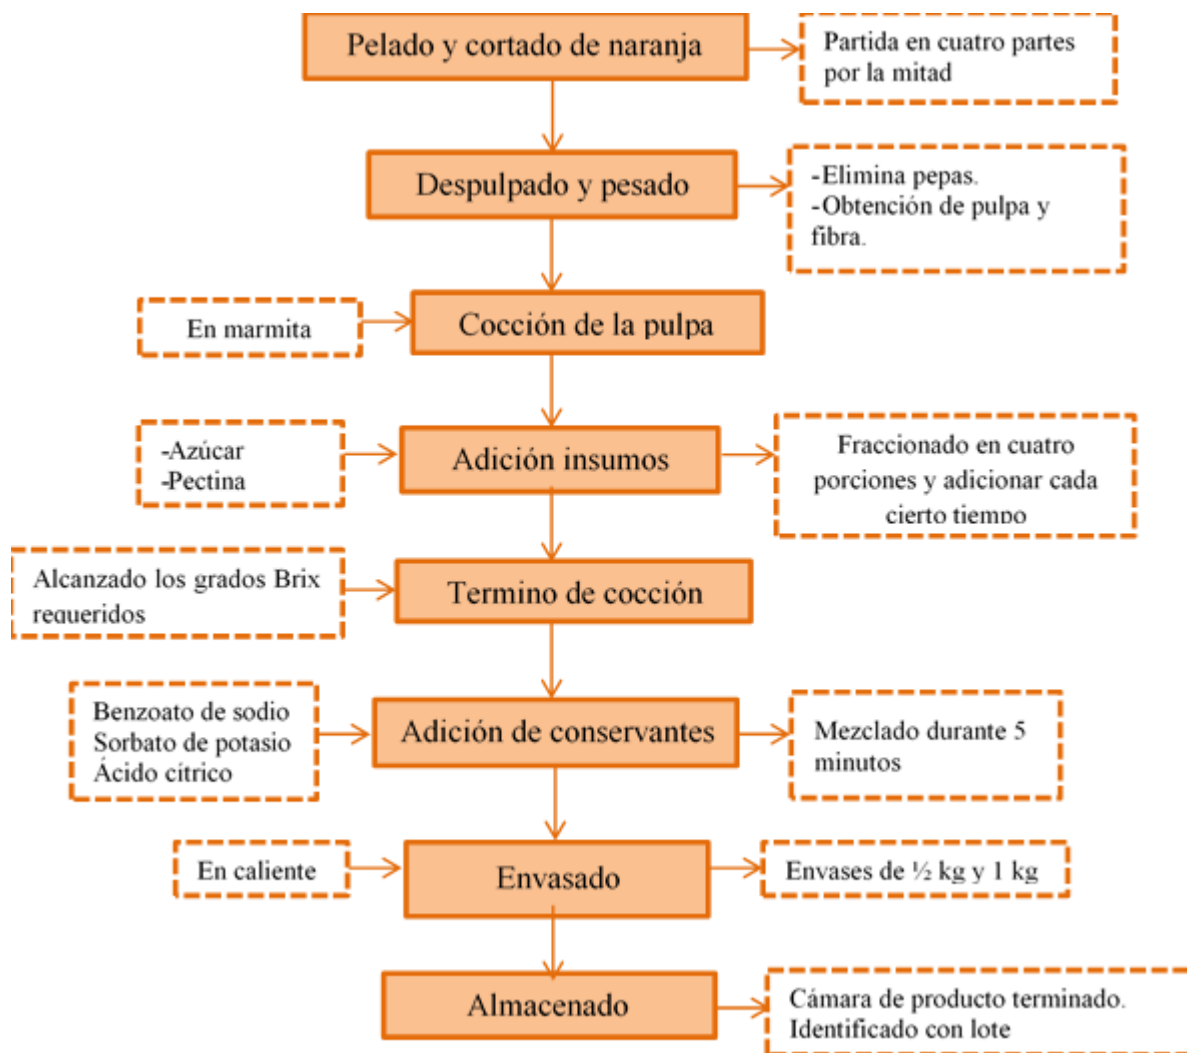 Pelado y cortado de naranja
Partida en cuatro partes
por la mitad
Despulpado y pesado
-Elimina pepas.
-Obtención de pulpa y
fibra.
En marmita
Cocción de la pulpa
-Azúcar
-Pectina
Adición insumos
Fraccionado en cuatro
porciones y adicionar cada
cierto tiempo
Alcanzado los grados Brix
requeridos
Termino de cocción
Benzoato de sodio
Sorbato de potasio
Ácido cítrico
Adición de conservantes
Mezclado durante 5
minutos
En caliente
Envasado
Envases de ½ kg y 1 kg
Almacenado
Cámara de producto terminado.
Identificado con lote